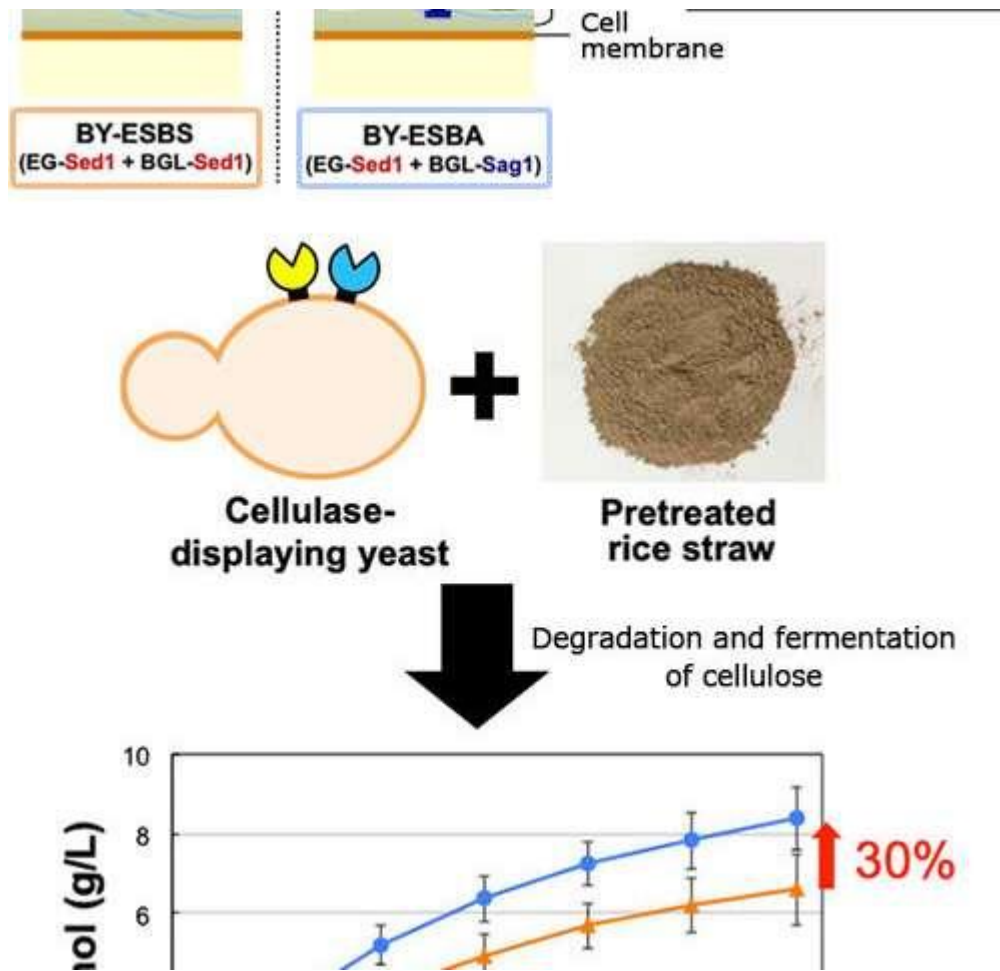 Cell
membrane
BY-ESBS
(EG-Sed1 + BGL-Sed1)
BY-ESBA
(EG-Sed1 + BGL-Sag1)
Cellulase-
displaying yeast
Pretreated
rice straw
Degradation and fermentation
of cellulose
10
8
6
nol (g/L)
30%